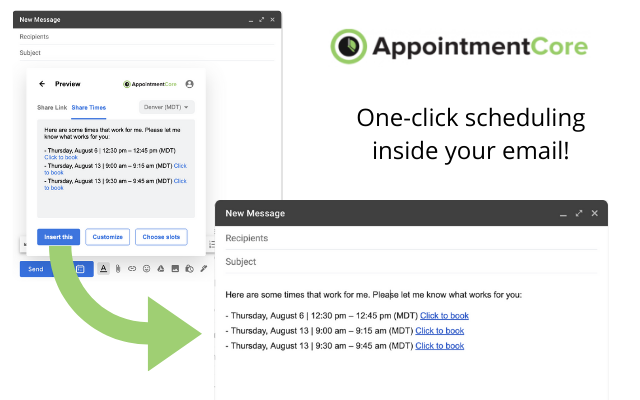 New Message
Recipients
Subject
Preview
AppointmentCore
Share Link Share Times
Denver (MDT)
Here are some times that work for me. Please let me
know what works for you:
- Thursday, August 6 | 12:30 pm – 12:45 pm (MDT)
Click to book
- Thursday, August 13 | 9:00 am – 9:15 am (MDT) Click
to book
- Thursday, August 13 | 9:30 am – 9:45 am (MDT) Click
to book
Insert this
Customize
Choose slots
Send
A
AppointmentCore
One-click scheduling
inside your email!
New Message
Recipients
Subject
Here are some times that work for me. Please let me know what works for you:
- Thursday, August 6 | 12:30 pm – 12:45 pm (MDT) Click to book
- Thursday, August 13 | 9:00 am – 9:15 am (MDT) Click to book
- Thursday, August 13 | 9:30 am – 9:45 am (MDT) Click to book